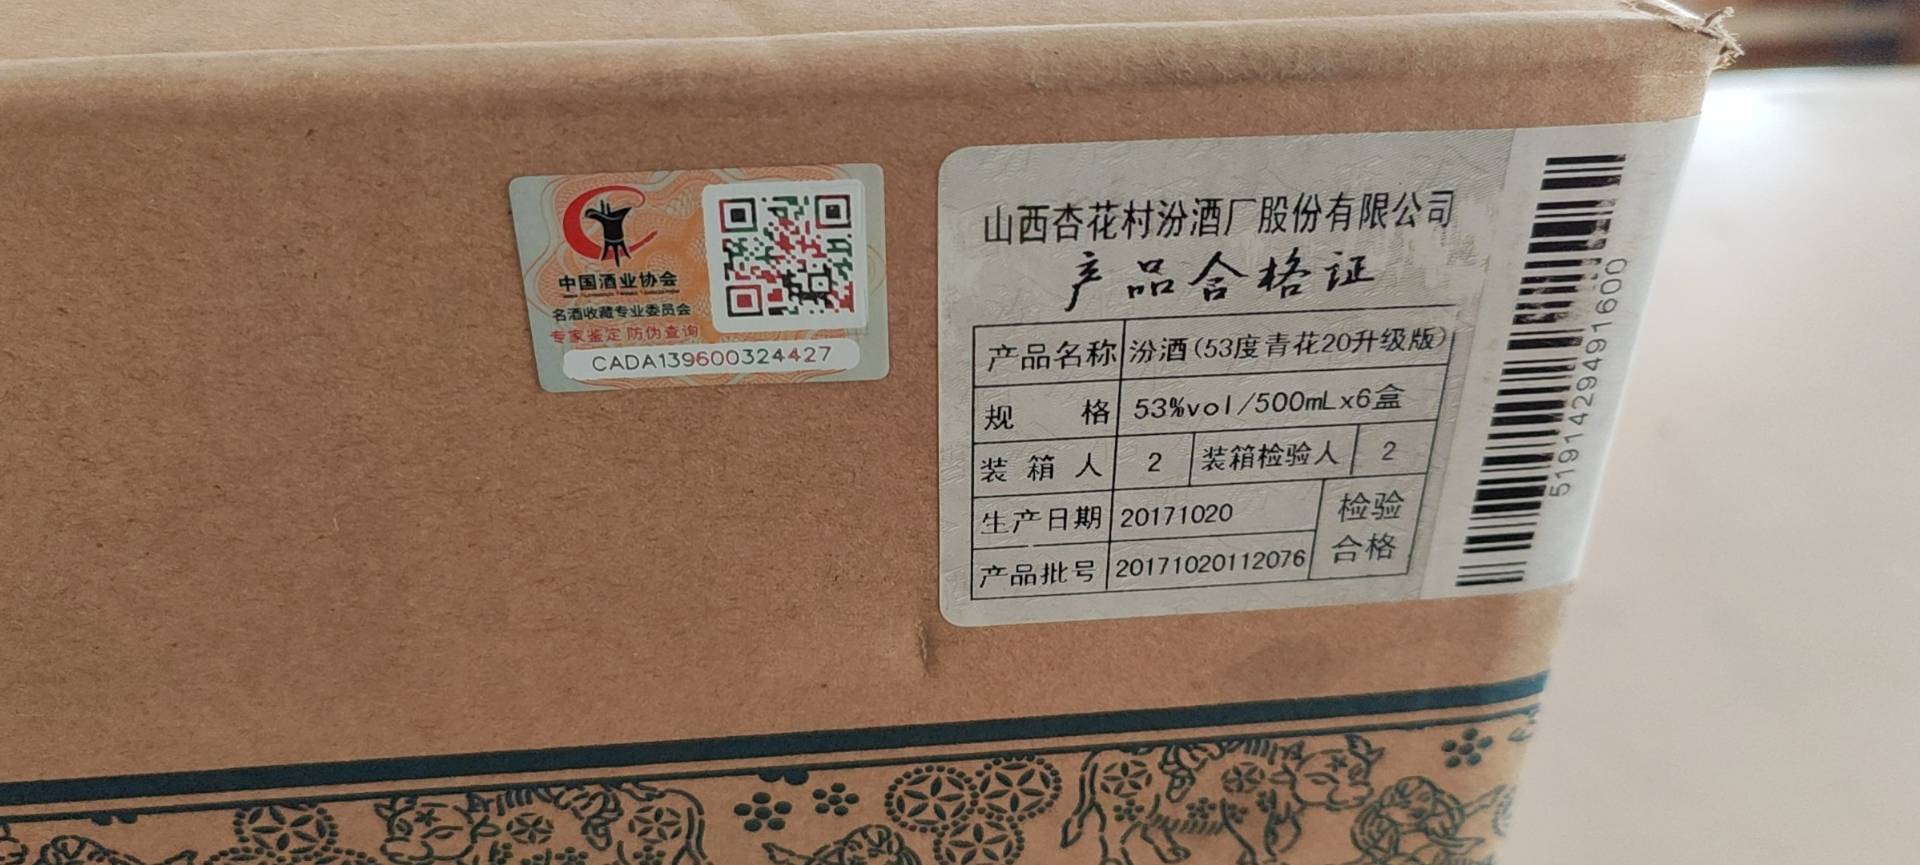 中国酒业协会
名酒收藏专业委员会
专家鉴定 防伪查询
CADA139600324427
山西杏花村汾酒厂股份有限公司
产品合格证
产品名称 汾酒(53度青花20升级版)
规 格 53%vol/500mLx6盒
装 箱 人 2 装箱检验人 2
生产日期 20171020 检验
产品批号 20171020112076 合格
5191429491600